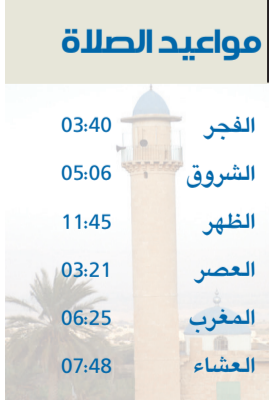 مواعيد الصلاة
الفجر 03:40
الشروق 05:06
الظهر 11:45
العصر 03:21
المغرب 06:25
العشاء 07:48